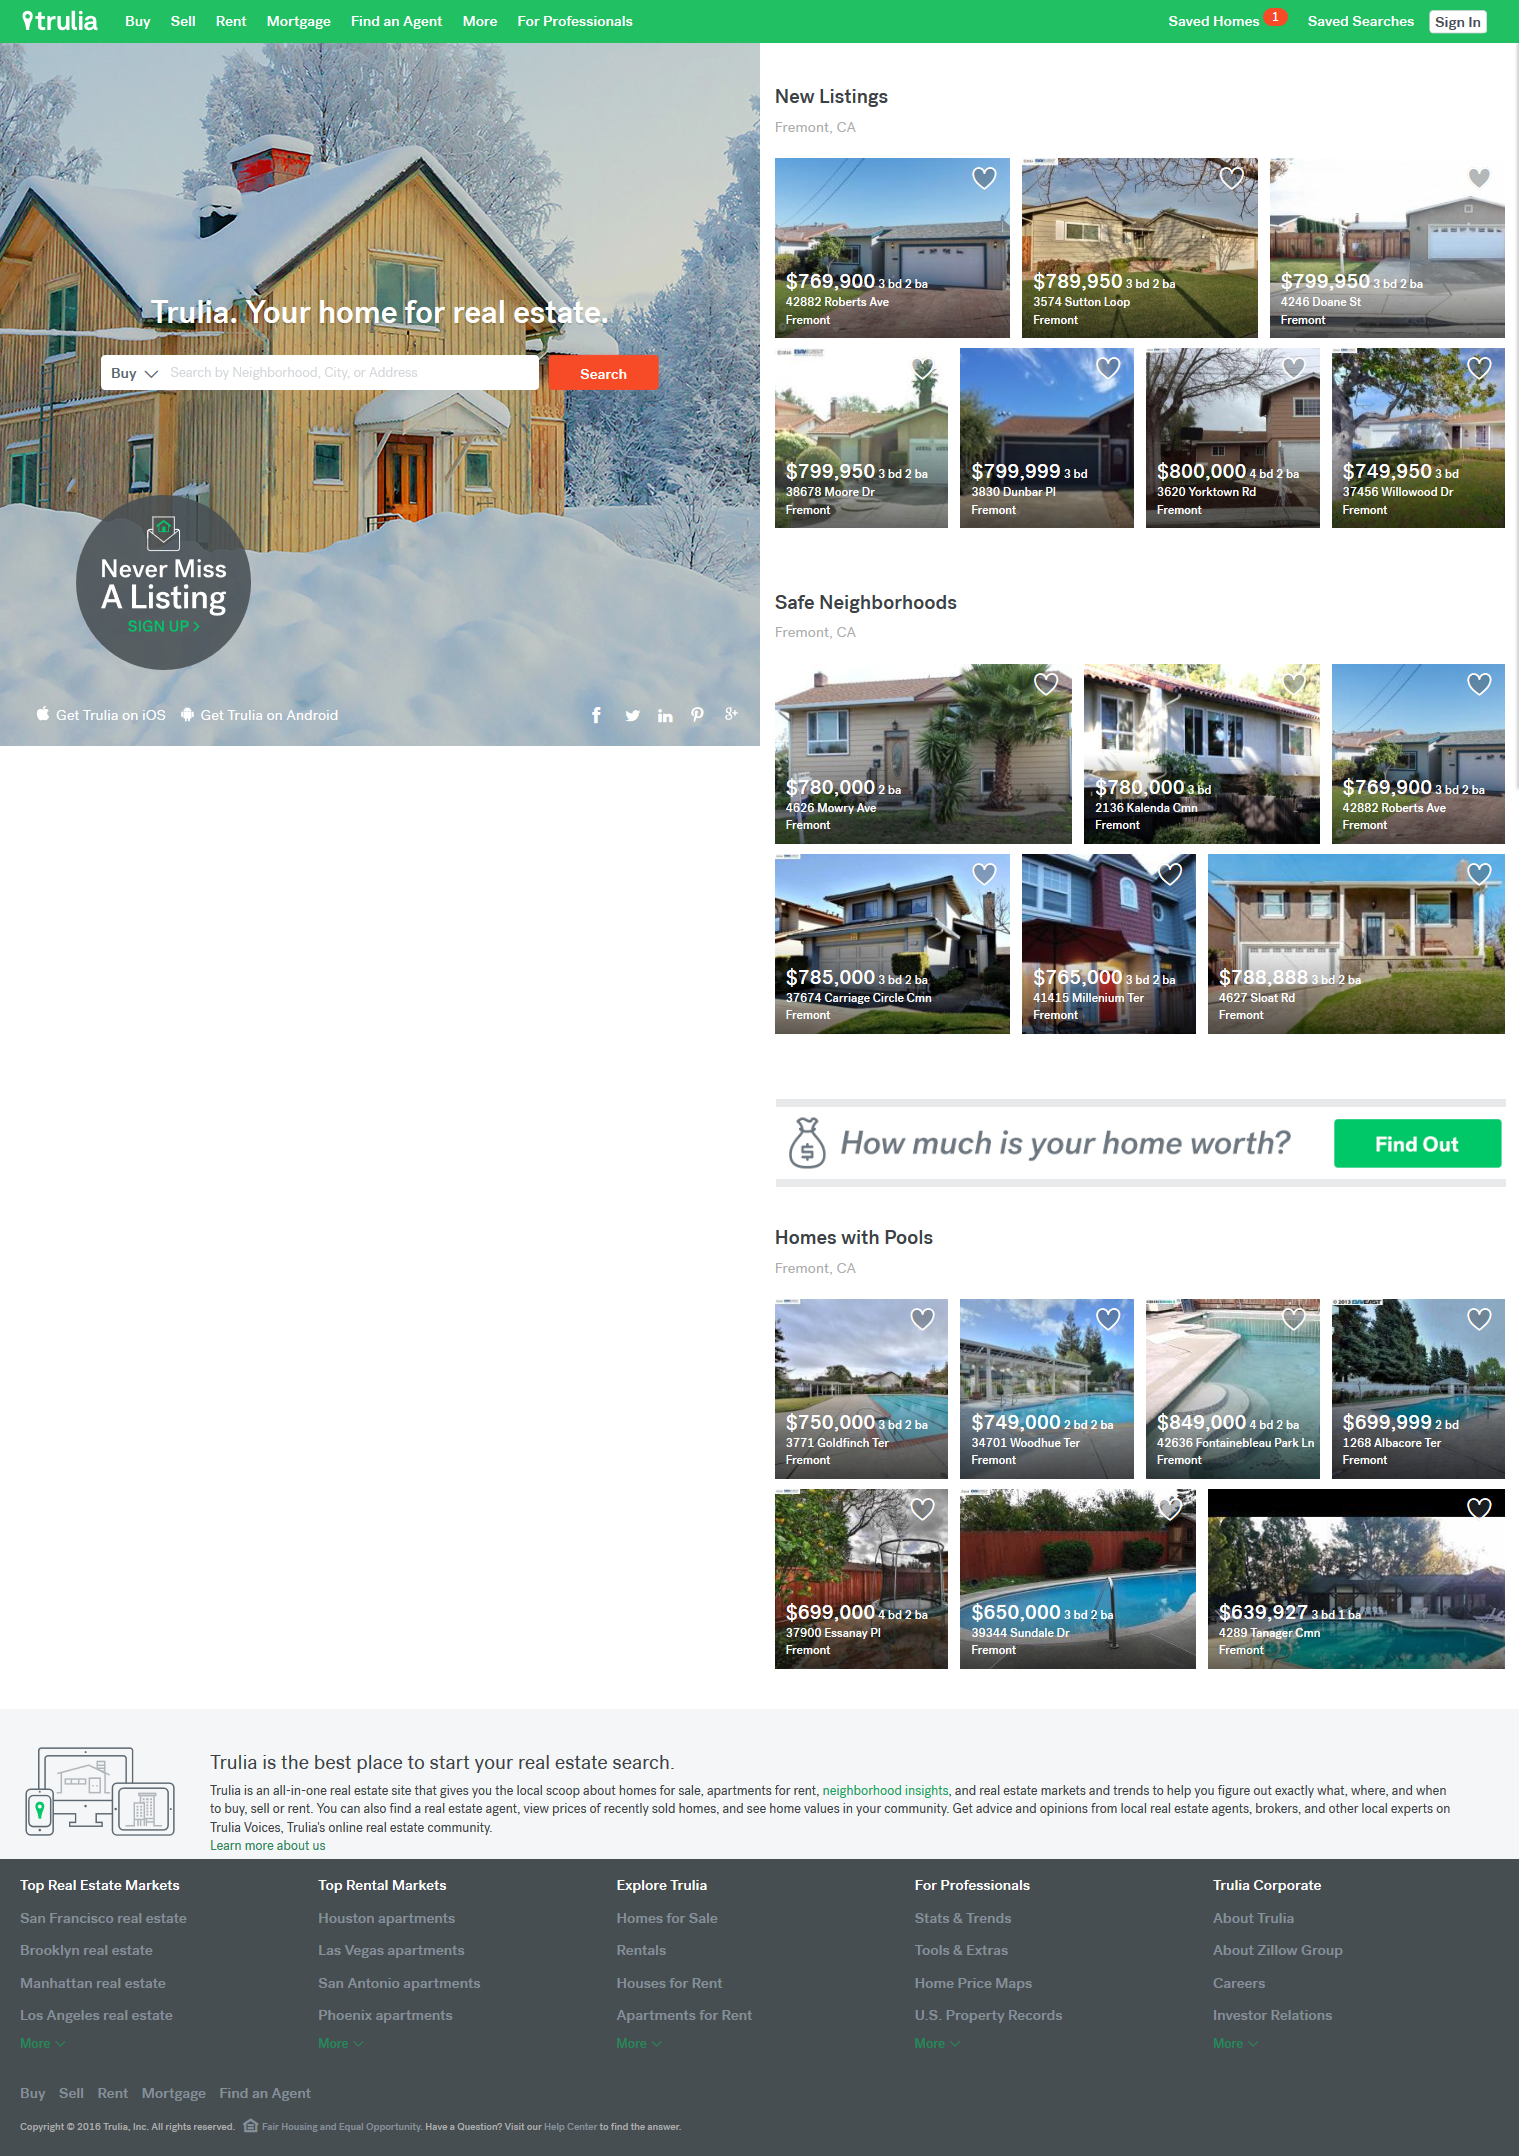 trulia
Buy Sell Rent Mortgage Find an Agent More For Professionals
Saved Homes 1 Saved Searches Sign In
Trulia. Your home for real estate.
Buy Search by Neighborhood, City, or Address Search
Never Miss
A Listing
SIGN UP >
Get Trulia on iOS Get Trulia on Android
New Listings
Fremont, CA
$769,900 3 bd 2 ba
42882 Roberts Ave
Fremont
$789,950 3 bd 2 ba
3574 Sutton Loop
Fremont
$799,950 3 bd 2 ba
4246 Doane St
Fremont
$799,950 3 bd 2 ba
38678 Moore Dr
Fremont
$799,999 3 bd
3830 Dunbar Pl
Fremont
$800,000 4 bd 2 ba
3620 Yorktown Rd
Fremont
$749,950 3 bd
37456 Willowood Dr
Fremont
Safe Neighborhoods
Fremont, CA
$780,000 2 ba
4626 Mowry Ave
Fremont
$780,000 3 bd
2136 Kalenda Cmn
Fremont
$769,900 3 bd 2 ba
42882 Roberts Ave
Fremont
$785,000 3 bd 2 ba
37674 Carriage Circle Cmn
Fremont
$765,000 3 bd 2 ba
41415 Millenium Ter
Fremont
$788,888 3 bd 2 ba
4627 Sloat Rd
Fremont
How much is your home worth? Find Out
Homes with Pools
Fremont, CA
$750,000 3 bd 2 ba
3771 Goldfinch Ter
Fremont
$749,000 2 bd 2 ba
34701 Woodhue Ter
Fremont
$849,000 4 bd 2 ba
42636 Fontainebleau Park Ln
Fremont
© 2013 BAYEAST
$699,999 2 bd
1268 Albacore Ter
Fremont
$699,000 4 bd 2 ba
37900 Essanay Pl
Fremont
$650,000 3 bd 2 ba
39344 Sundale Dr
Fremont
$639,927 3 bd 1 ba
4289 Tanager Cmn
Fremont
Trulia is the best place to start your real estate search.
Trulia is an all-in-one real estate site that gives you the local scoop about homes for sale, apartments for rent, neighborhood insights, and real estate markets and trends to help you figure out exactly what, where, and when
to buy, sell or rent. You can also find a real estate agent, view prices of recently sold homes, and see home values in your community. Get advice and opinions from local real estate agents, brokers, and other local experts on
Trulia Voices, Trulia's online real estate community.
Learn more about us
Top Real Estate Markets
San Francisco real estate
Brooklyn real estate
Manhattan real estate
Los Angeles real estate
More
Top Rental Markets
Houston apartments
Las Vegas apartments
San Antonio apartments
Phoenix apartments
More
Explore Trulia
Homes for Sale
Rentals
Houses for Rent
Apartments for Rent
More
For Professionals
Stats & Trends
Tools & Extras
Home Price Maps
U.S. Property Records
More
Trulia Corporate
About Trulia
About Zillow Group
Careers
Investor Relations
More
Buy Sell Rent Mortgage Find an Agent
Copyright © 2016 Trulia, Inc. All rights reserved. Fair Housing and Equal Opportunity. Have a Question? Visit our Help Center to find the answer.